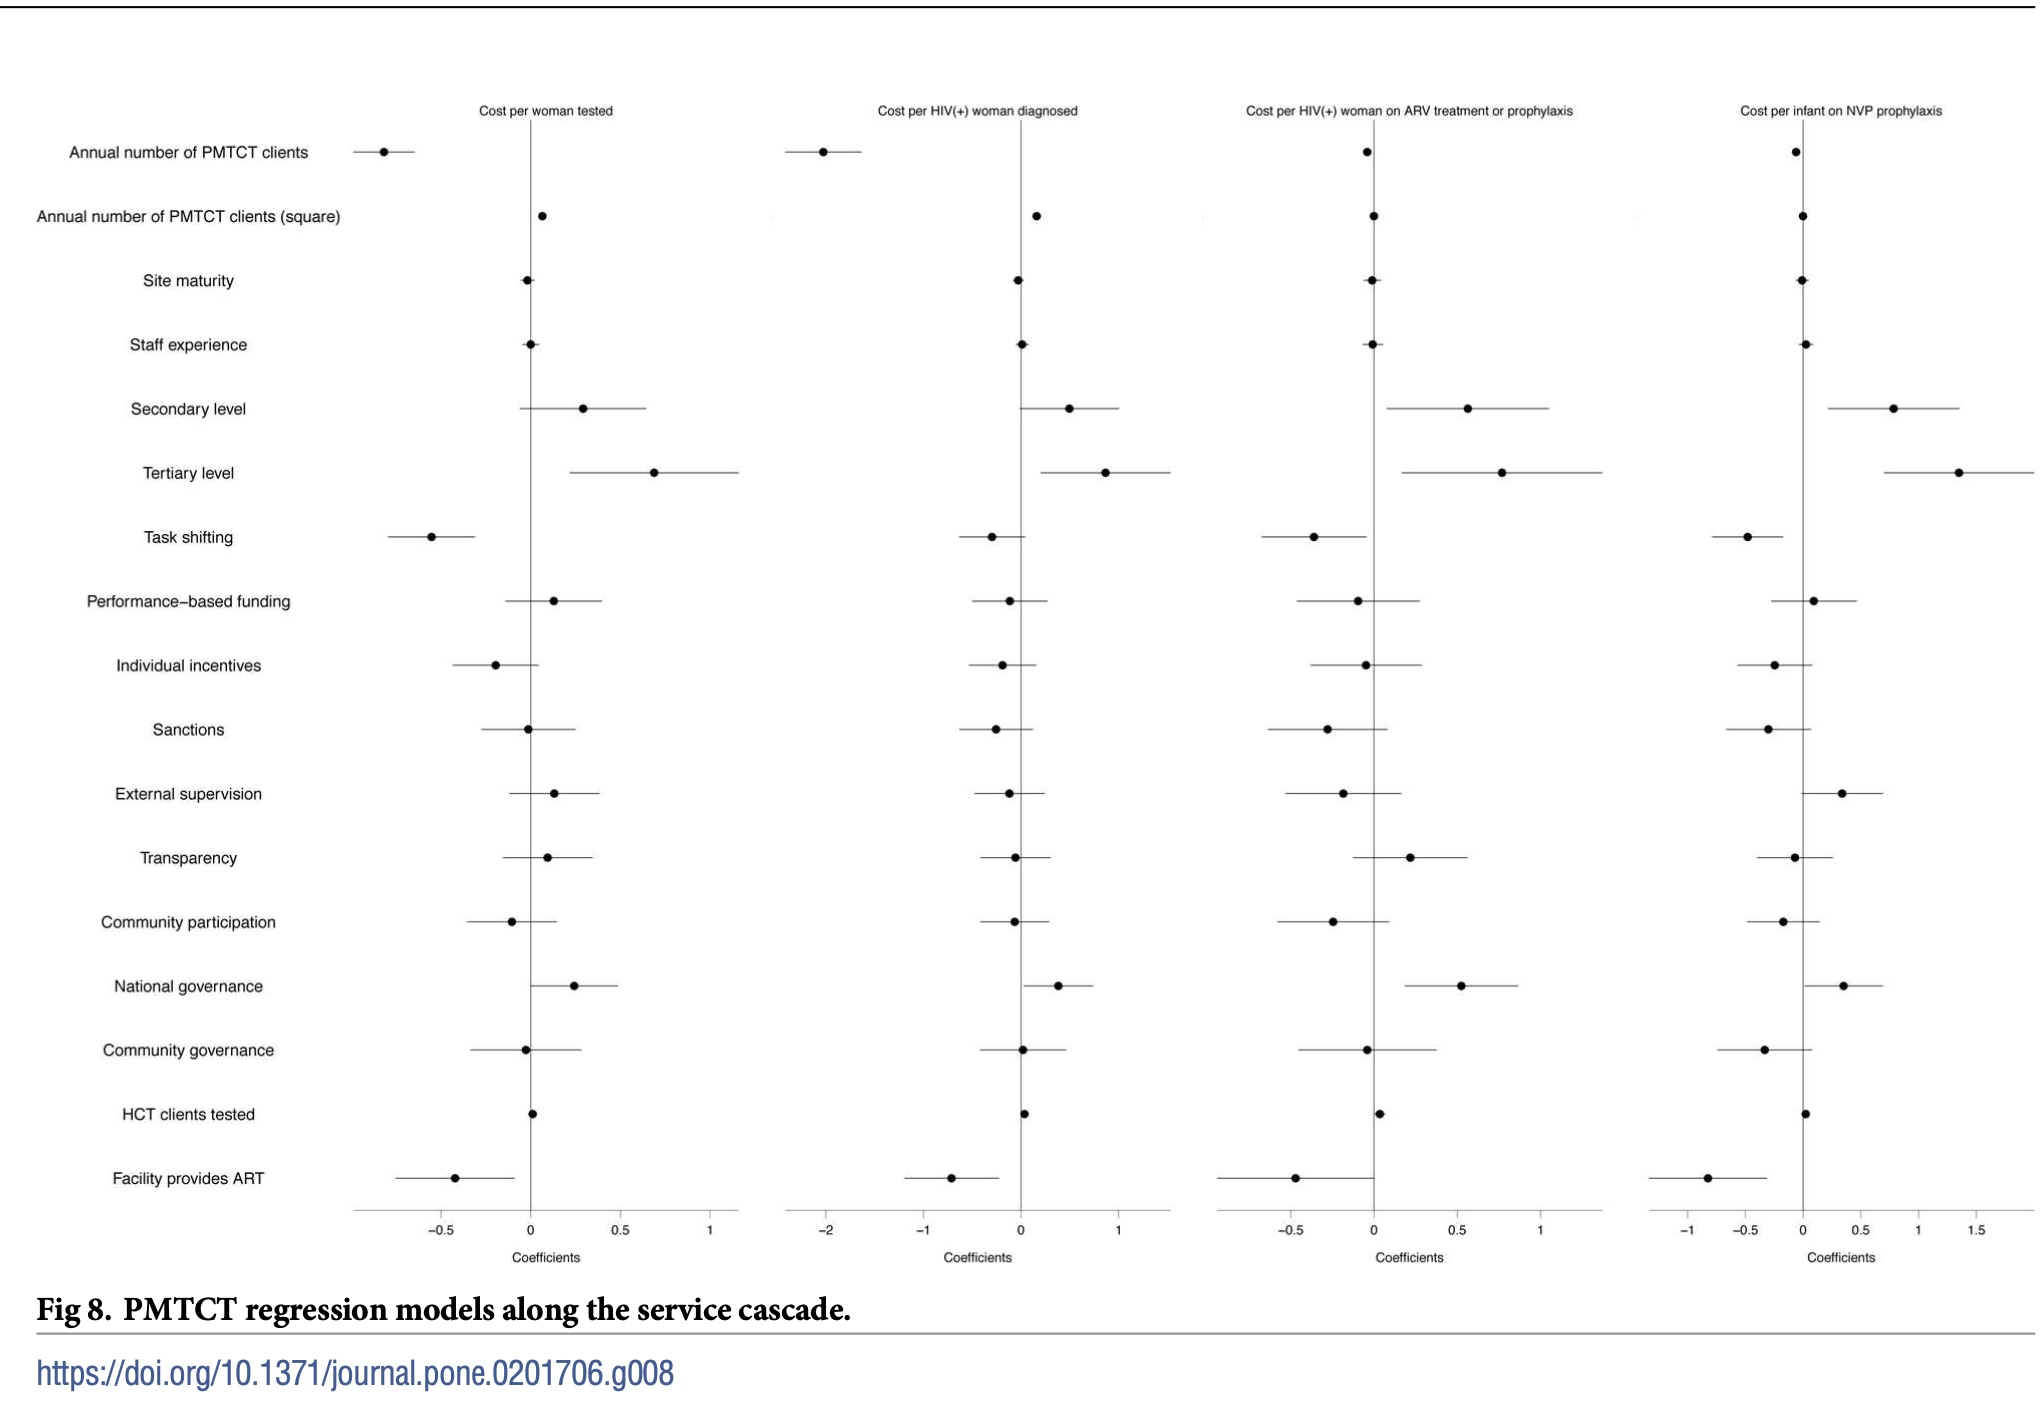 Cost per woman tested
Cost per HIV(+) woman diagnosed
Cost per HIV(+) woman on ARV treatment or prophylaxis
Cost per infant on NVP prophylaxis
Annual number of PMTCT clients
Annual number of PMTCT clients (square)
Site maturity
Staff experience
Secondary level
Tertiary level
Task shifting
Performance−based funding
Individual incentives
Sanctions
External supervision
Transparency
Community participation
National governance
Community governance
HCT clients tested
Facility provides ART
−0.5 0 0.5 1
−2 −1 0 1
−0.5 0 0.5 1
−1 −0.5 0 0.5 1 1.5
Coefficients
Coefficients
Coefficients
Coefficients
Fig 8. PMTCT regression models along the service cascade.
https://doi.org/10.1371/journal.pone.0201706.g008